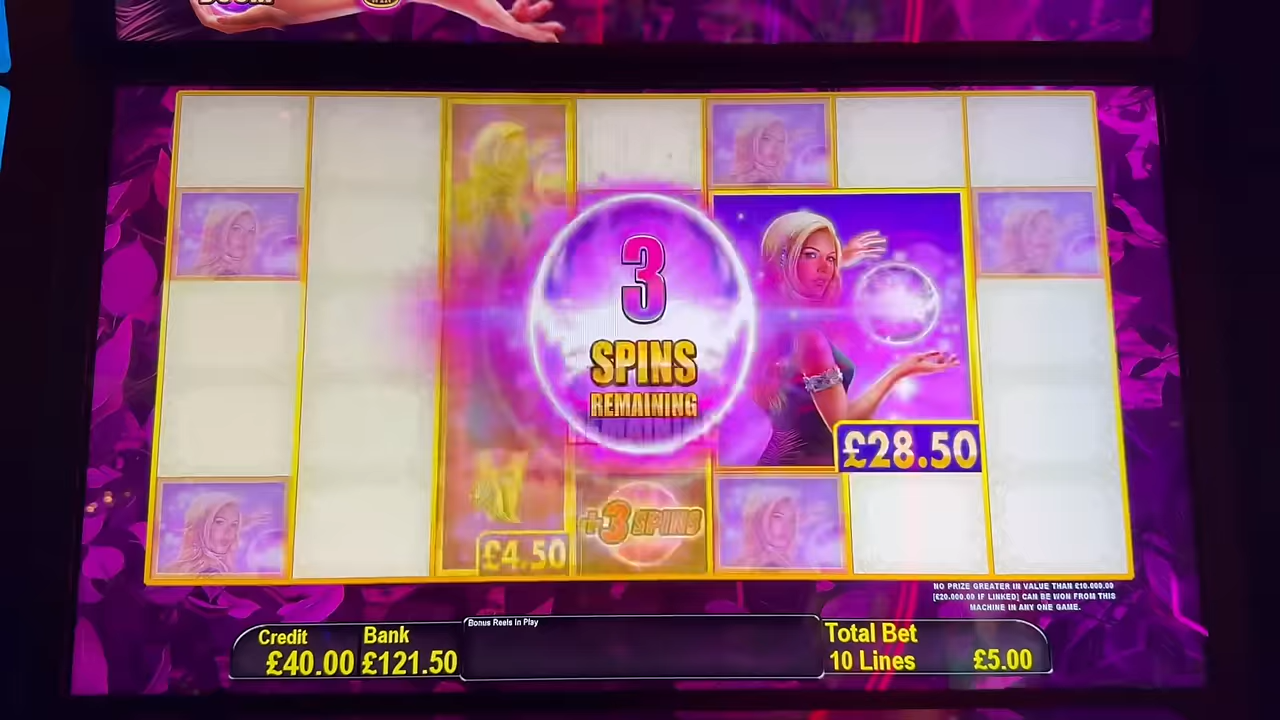 3
SPINS
REMAINING
£28.50
+3 SPINS
£4.50
NO PRIZE GREATER IN VALUE THAN £10,000.00
[£20,000.00 IF LINKED] CAN BE WON FROM THIS
MACHINE IN ANY ONE GAME.
Credit
£40.00
Bank
£121.50
Bonus Reels In Play
Total Bet
10 Lines £5.00